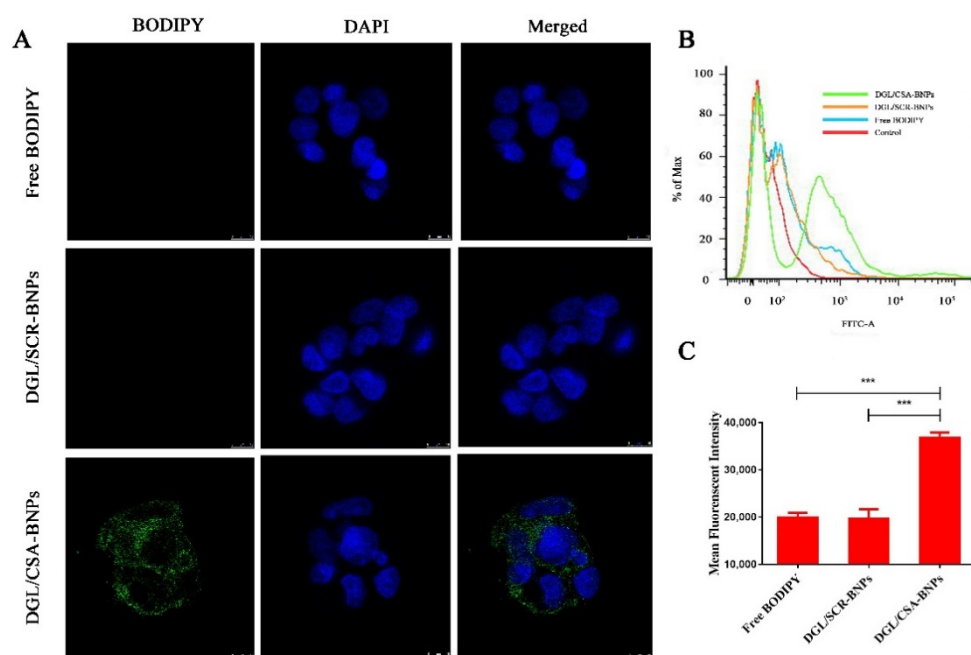 A
BODIPY
DAPI
Merged
Free BODIPY
DGL/SCR-BNPs
DGL/CSA-BNPs
B
% of Max
100
80
60
40
20
0
0 10² 10³ 10⁴ 10⁵
FITC-A
DGL/CSA-BNPs
DGL/SCR-BNPs
Free BODIPY
Control
C
***
***
Mean Fluorenscent Intensity
40,000
30,000
20,000
10,000
Free BODIPY
DGL/SCR-BNPs
DGL/CSA-BNPs